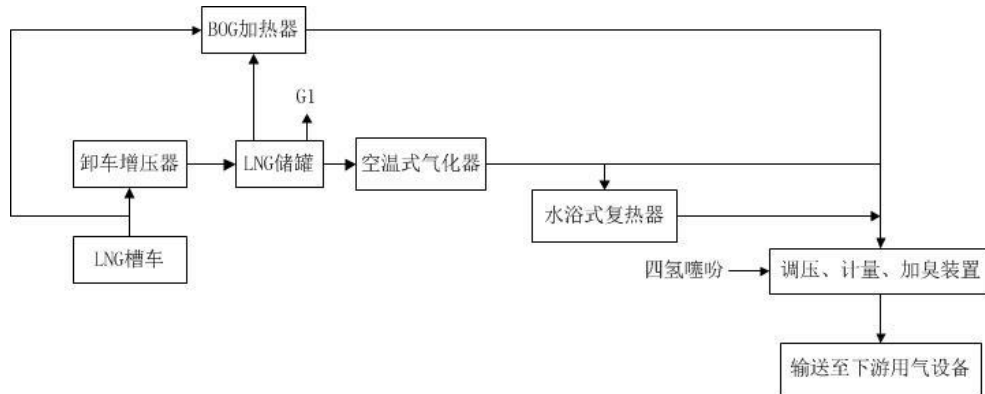 BOG加热器
G1
卸车增压器
LNG储罐
空温式气化器
水浴式复热器
LNG槽车
四氢噻吩
调压、计量、加臭装置
输送至下游用气设备